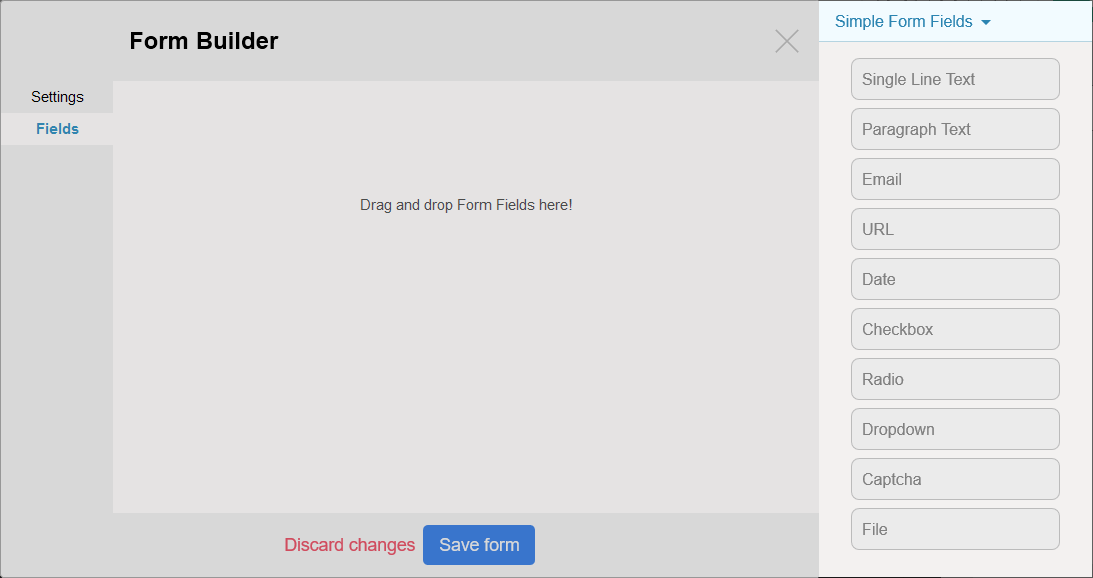 Form Builder
Settings
Fields
Drag and drop Form Fields here!
Discard changes
Save form
Simple Form Fields
Single Line Text
Paragraph Text
Email
URL
Date
Checkbox
Radio
Dropdown
Captcha
File